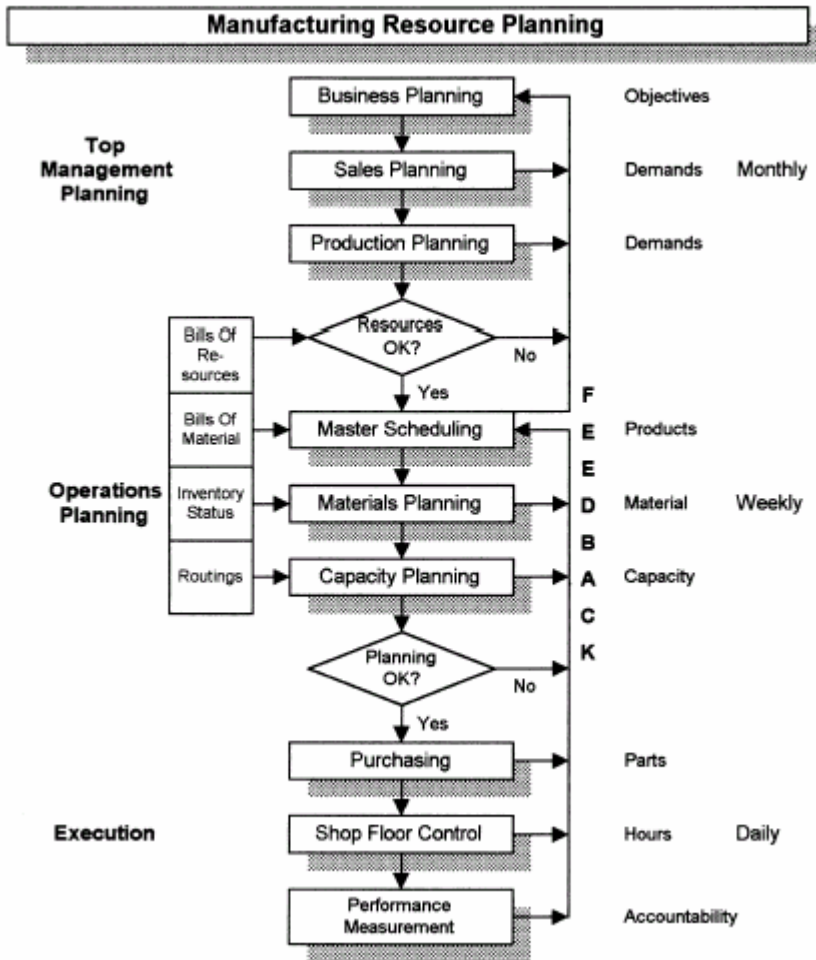 Manufacturing Resource Planning
Business Planning
Objectives
Top
Management
Planning
Sales Planning
Demands
Monthly
Production Planning
Demands
Bills Of
Re-
sources
Resources
OK?
No
Yes
F
E
E
D
B
A
C
K
Bills Of
Material
Master Scheduling
Products
Operations
Planning
Inventory
Status
Materials Planning
Material
Weekly
Routings
Capacity Planning
Capacity
Planning
OK?
No
Yes
Purchasing
Parts
Execution
Shop Floor Control
Hours
Daily
Performance
Measurement
Accountability